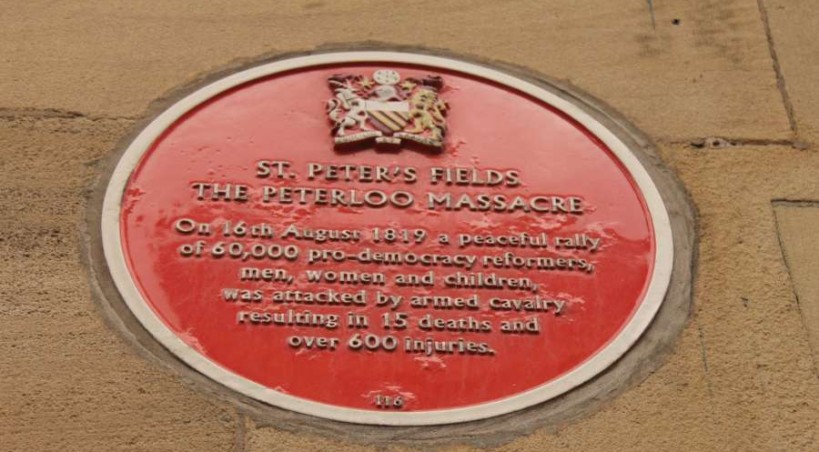 ST. PETER'S FIELDS
THE PETERLOO MASSACRE
On 16th August 1819 a peaceful rally
of 60,000 pro-democracy reformers,
men, women and children,
was attacked by armed cavalry
resulting in 15 deaths and
over 600 injuries.
116